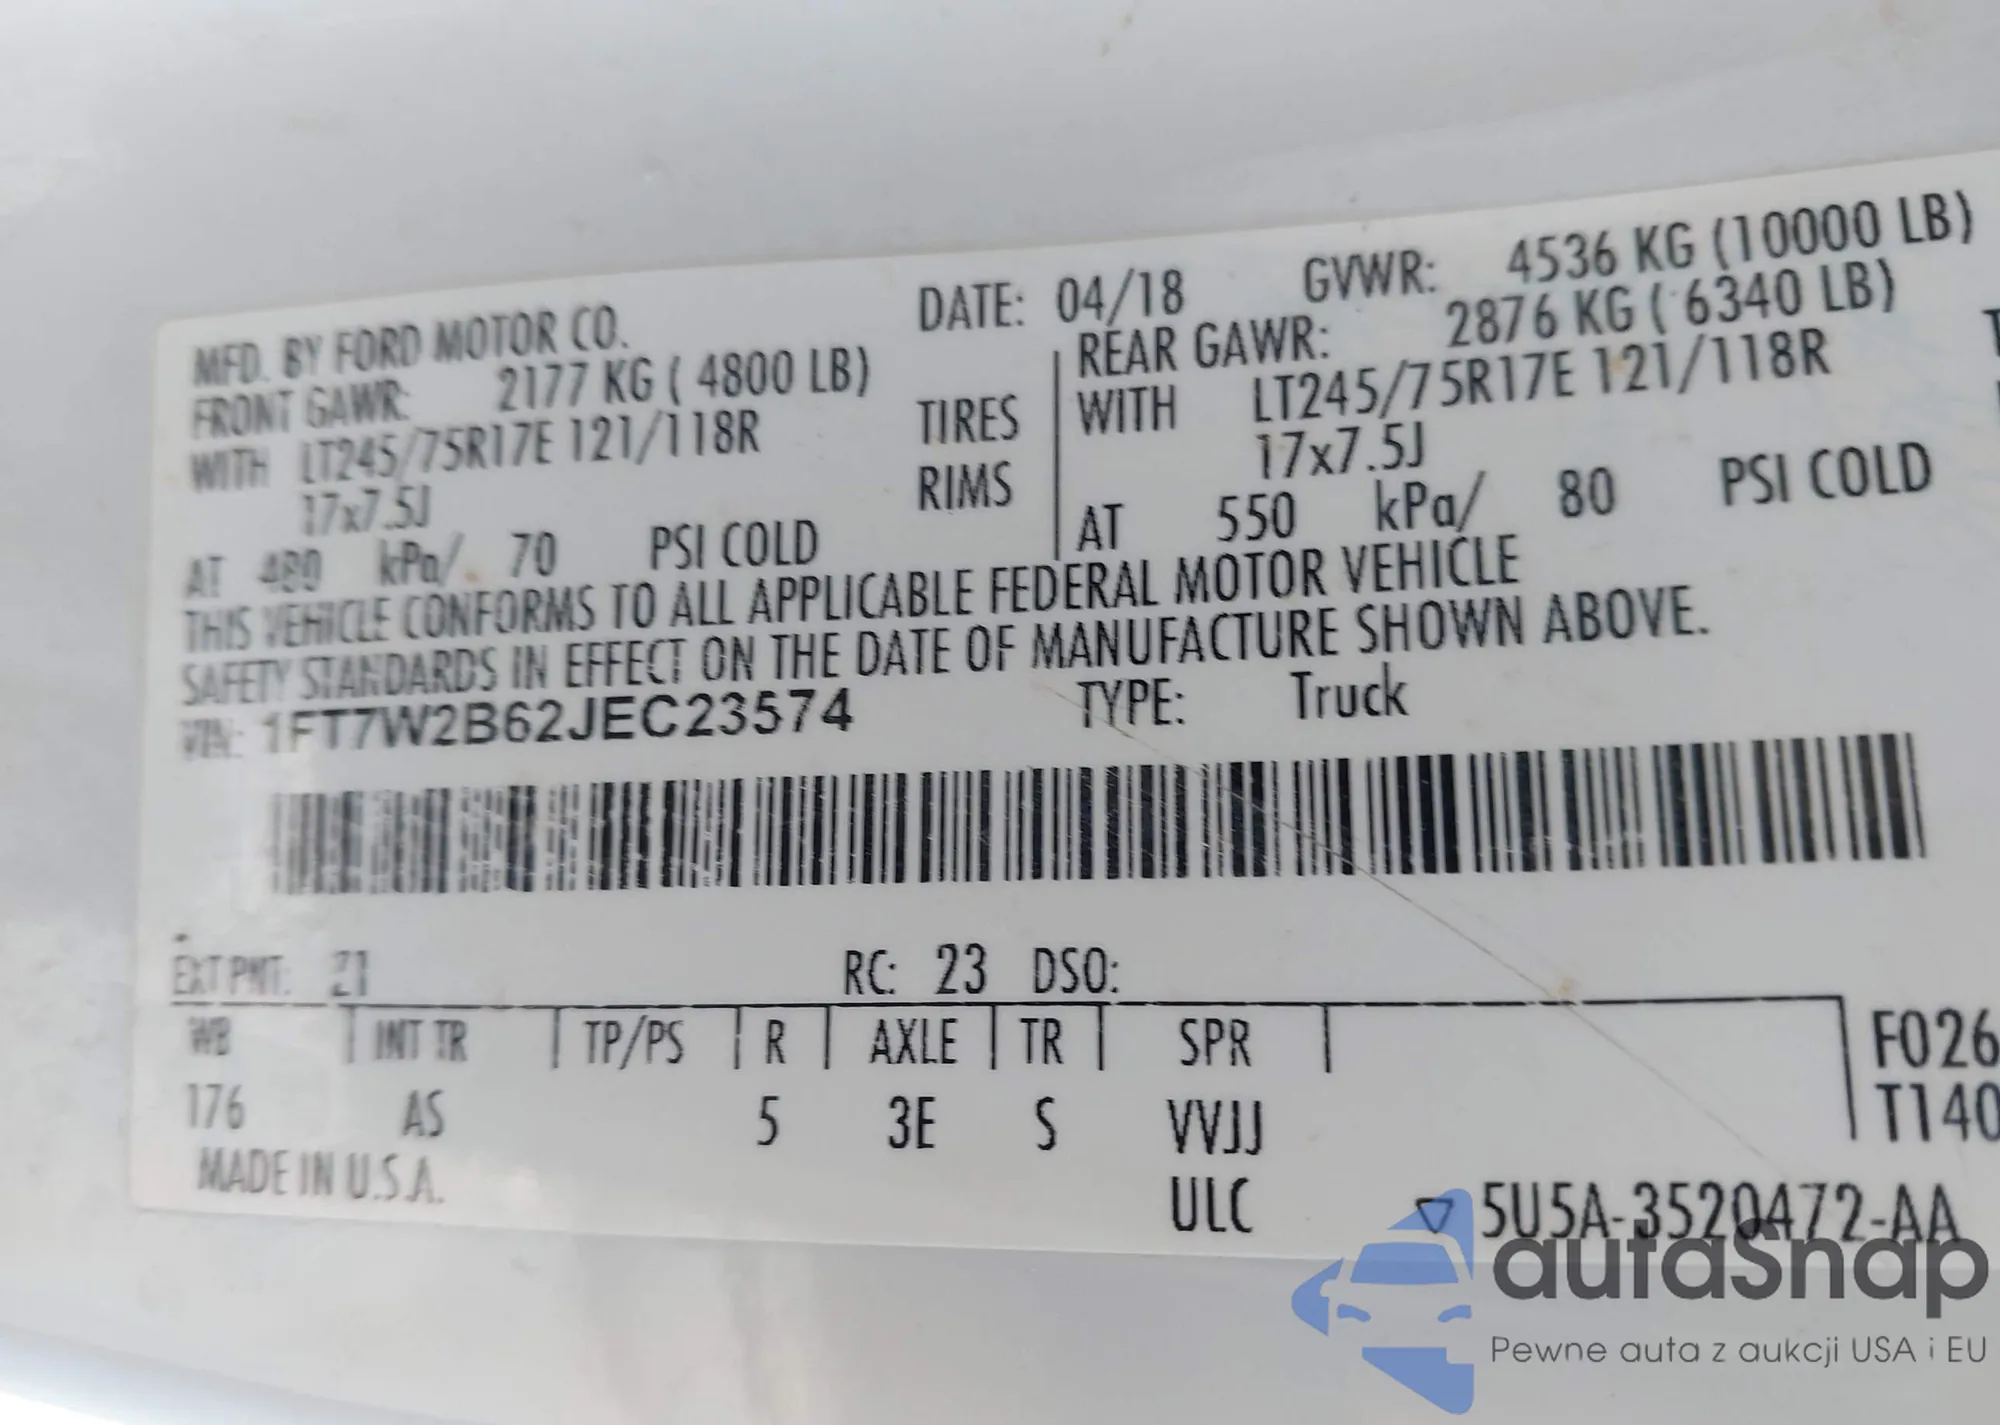 MFD. BY FORD MOTOR CO. DATE: 04/18 GVWR: 4536 KG (10000 LB)
FRONT GAWR: 2177 KG ( 4800 LB) REAR GAWR: 2876 KG ( 6340 LB)
WITH LT245/75R17E 121/118R TIRES WITH LT245/75R17E 121/118R
17x7.5J RIMS 17x7.5J
AT 480 kPa/ 70 PSI COLD AT 550 kPa/ 80 PSI COLD
THIS VEHICLE CONFORMS TO ALL APPLICABLE FEDERAL MOTOR VEHICLE
SAFETY STANDARDS IN EFFECT ON THE DATE OF MANUFACTURE SHOWN ABOVE.
VIN: 1FT7W2B62JEC23574 TYPE: Truck
EXT PNT: Z1 RC: 23 DSO:
WB INT TR TP/PS R AXLE TR SPR F026
176 AS 5 3E S VVJJ T140
MADE IN U.S.A. ULC 5U5A-3520472-AA
autaSnap
Pewne auta z aukcji USA i EU